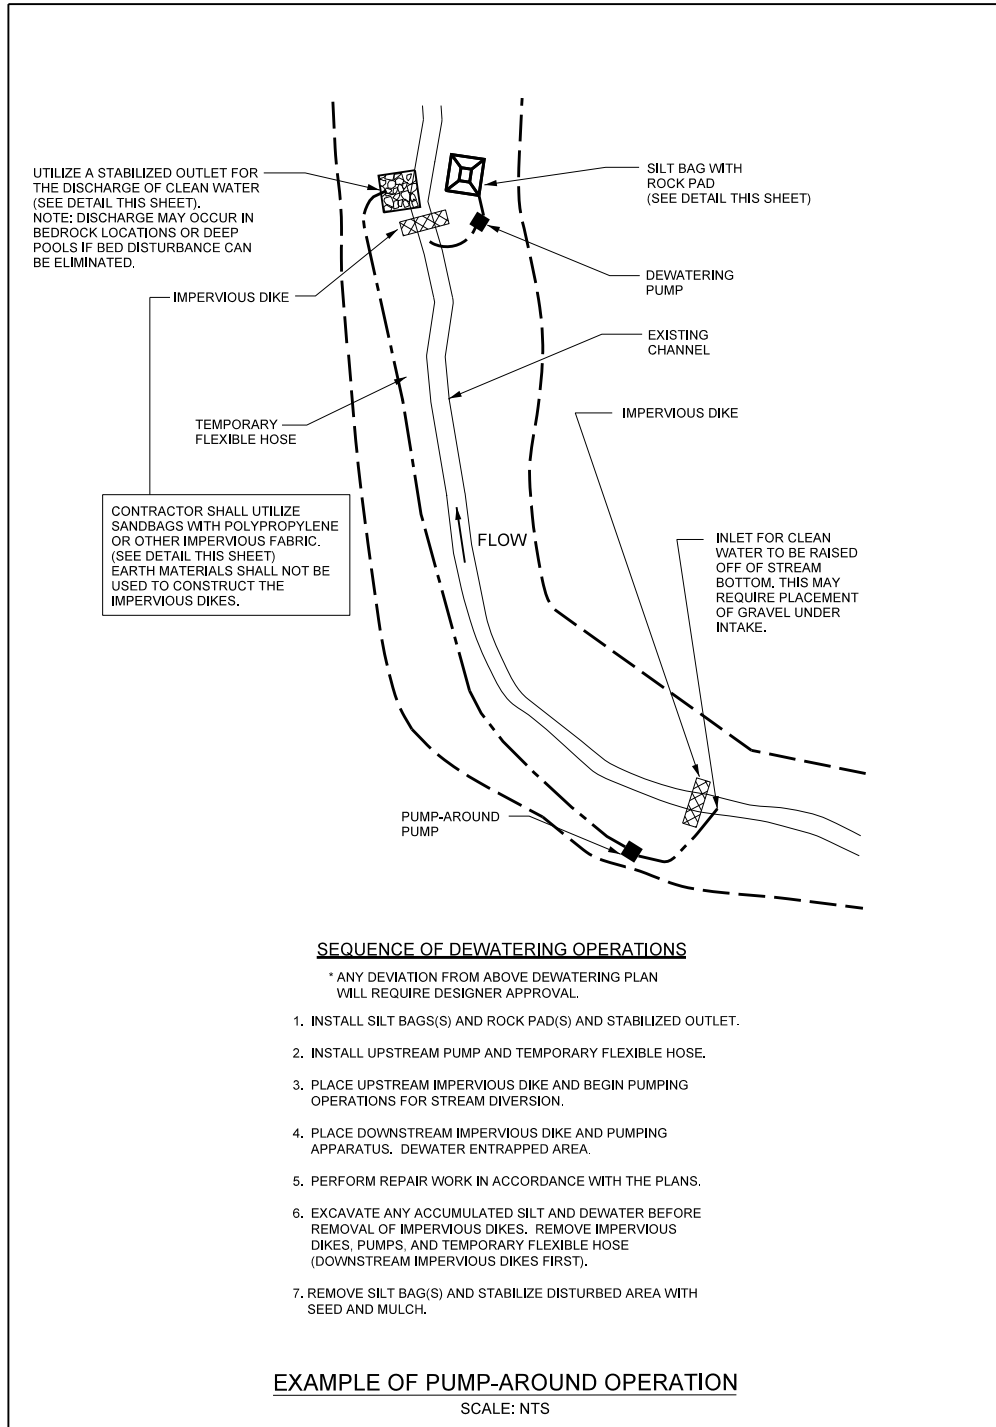 UTILIZE A STABILIZED OUTLET FOR
THE DISCHARGE OF CLEAN WATER
(SEE DETAIL THIS SHEET).
NOTE: DISCHARGE MAY OCCUR IN
BEDROCK LOCATIONS OR DEEP
POOLS IF BED DISTURBANCE CAN
BE ELIMINATED.
SILT BAG WITH
ROCK PAD
(SEE DETAIL THIS SHEET)
DEWATERING
PUMP
IMPERVIOUS DIKE
EXISTING
CHANNEL
TEMPORARY
FLEXIBLE HOSE
IMPERVIOUS DIKE
CONTRACTOR SHALL UTILIZE
SANDBAGS WITH POLYPROPYLENE
OR OTHER IMPERVIOUS FABRIC.
(SEE DETAIL THIS SHEET)
EARTH MATERIALS SHALL NOT BE
USED TO CONSTRUCT THE
IMPERVIOUS DIKES.
FLOW
INLET FOR CLEAN
WATER TO BE RAISED
OFF OF STREAM
BOTTOM. THIS MAY
REQUIRE PLACEMENT
OF GRAVEL UNDER
INTAKE.
PUMP-AROUND
PUMP
SEQUENCE OF DEWATERING OPERATIONS
* ANY DEVIATION FROM ABOVE DEWATERING PLAN
WILL REQUIRE DESIGNER APPROVAL.
1. INSTALL SILT BAGS(S) AND ROCK PAD(S) AND STABILIZED OUTLET.
2. INSTALL UPSTREAM PUMP AND TEMPORARY FLEXIBLE HOSE.
3. PLACE UPSTREAM IMPERVIOUS DIKE AND BEGIN PUMPING
OPERATIONS FOR STREAM DIVERSION.
4. PLACE DOWNSTREAM IMPERVIOUS DIKE AND PUMPING
APPARATUS. DEWATER ENTRAPPED AREA.
5. PERFORM REPAIR WORK IN ACCORDANCE WITH THE PLANS.
6. EXCAVATE ANY ACCUMULATED SILT AND DEWATER BEFORE
REMOVAL OF IMPERVIOUS DIKES. REMOVE IMPERVIOUS
DIKES, PUMPS, AND TEMPORARY FLEXIBLE HOSE
(DOWNSTREAM IMPERVIOUS DIKES FIRST).
7. REMOVE SILT BAG(S) AND STABILIZE DISTURBED AREA WITH
SEED AND MULCH.
EXAMPLE OF PUMP-AROUND OPERATION
SCALE: NTS